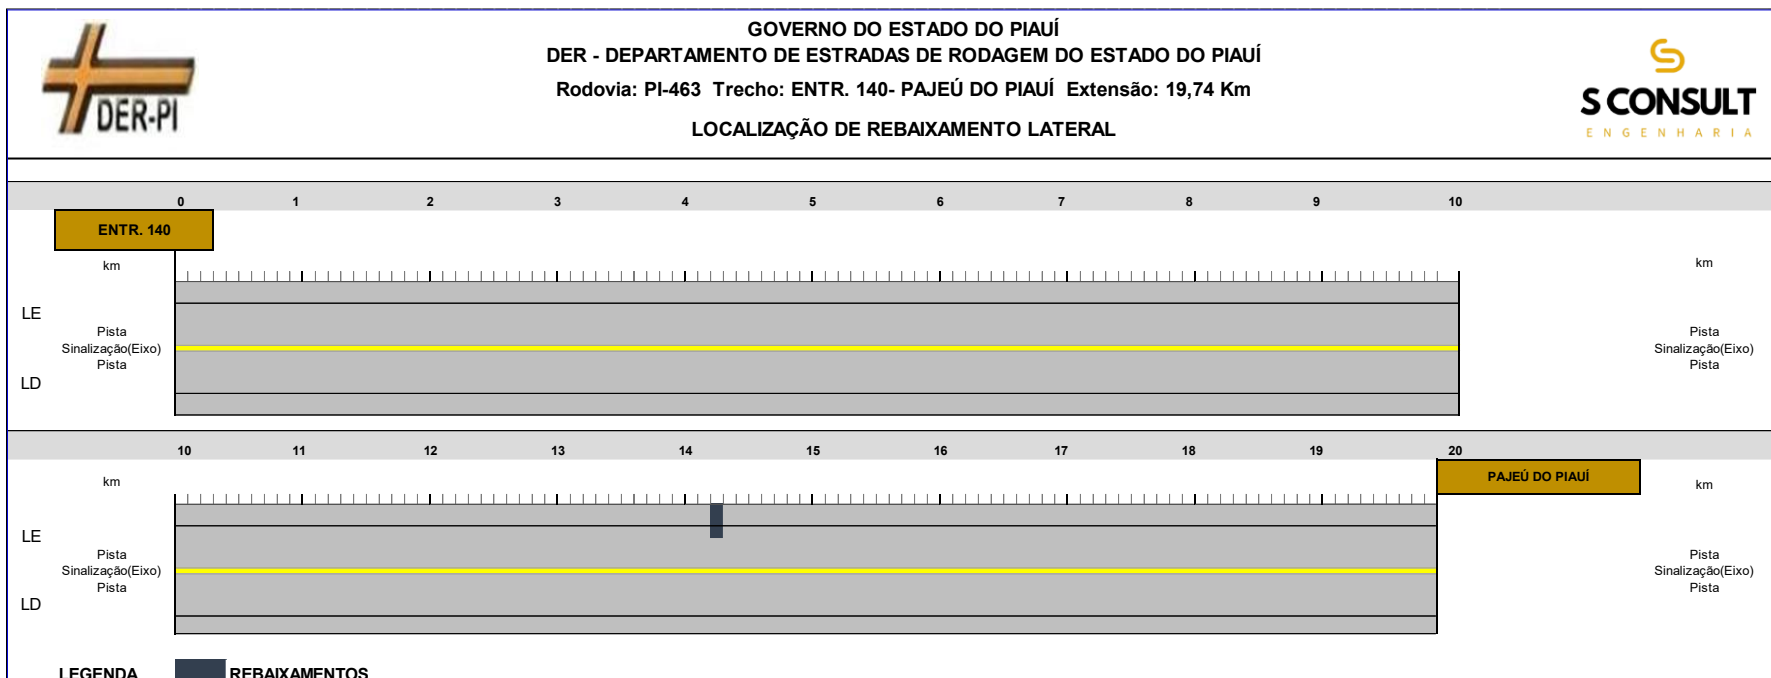 GOVERNO DO ESTADO DO PIAUÍ
DER - DEPARTAMENTO DE ESTRADAS DE RODAGEM DO ESTADO DO PIAUÍ
Rodovia: PI-463 Trecho: ENTR. 140- PAJEÚ DO PIAUÍ Extensão: 19,74 Km
LOCALIZAÇÃO DE REBAIXAMENTO LATERAL
DER-PI
S CONSULT
ENGENHARIA
0 1 2 3 4 5 6 7 8 9 10
ENTR. 140
km km
LE
Pista Pista
Sinalização(Eixo) Sinalização(Eixo)
Pista Pista
LD
10 11 12 13 14 15 16 17 18 19 20
PAJEÚ DO PIAUÍ
km km
LE
Pista Pista
Sinalização(Eixo) Sinalização(Eixo)
Pista Pista
LD
LEGENDA REBAIXAMENTOS